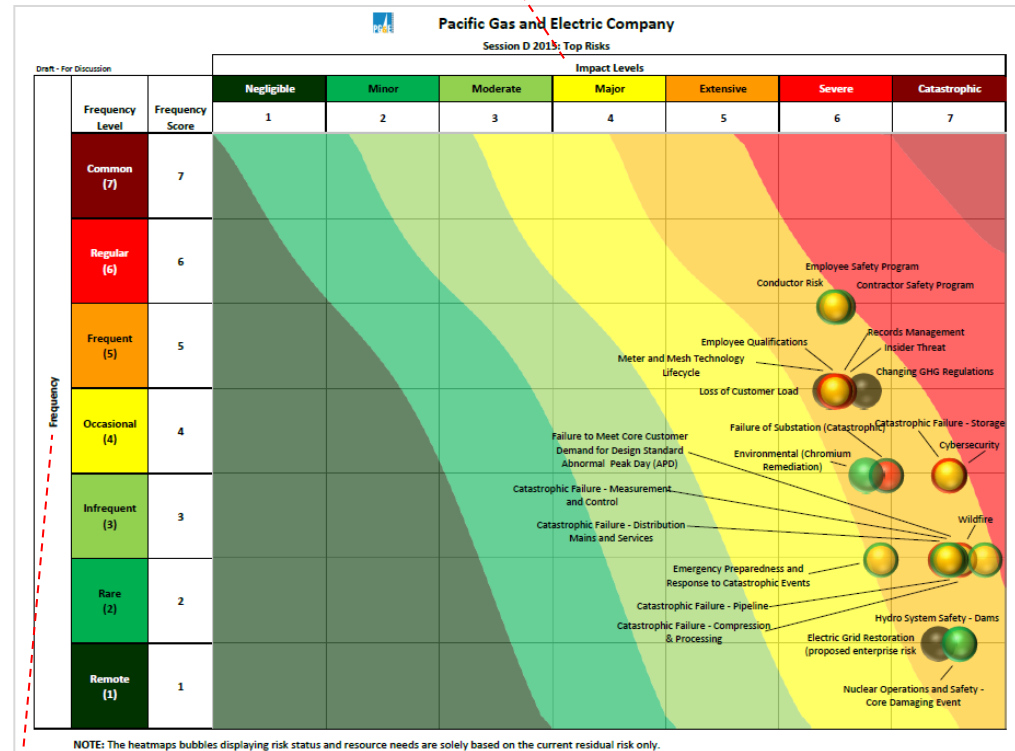 PG&E
Pacific Gas and Electric Company
Session D 2015: Top Risks
Draft - For Discussion
Impact Levels
Negligible
Minor
Moderate
Major
Extensive
Severe
Catastrophic
Frequency
Level
Frequency
Score
1
2
3
4
5
6
7
Frequency
Common
(7)
7
Regular
(6)
6
Employee Safety Program
Conductor Risk
Contractor Safety Program
Frequent
(5)
5
Records Management
Employee Qualifications
Insider Threat
Meter and Mesh Technology
Lifecycle
Changing GHG Regulations
Loss of Customer Load
Occasional
(4)
4
Failure of Substation (Catastrophic)
Catastrophic Failure - Storage
Failure to Meet Core Customer
Demand for Design Standard
Abnormal Peak Day (APD)
Cybersecurity
Environmental (Chromium
Remediation)
Catastrophic Failure - Measurement
and Control
Infrequent
(3)
3
Catastrophic Failure - Distribution
Mains and Services
Wildfire
Emergency Preparedness and
Response to Catastrophic Events
Rare
(2)
2
Catastrophic Failure - Pipeline
Catastrophic Failure - Compression
& Processing
Hydro System Safety - Dams
Electric Grid Restoration
(proposed enterprise risk
Remote
(1)
1
Nuclear Operations and Safety -
Core Damaging Event
NOTE: The heatmaps bubbles displaying risk status and resource needs are solely based on the current residual risk only.